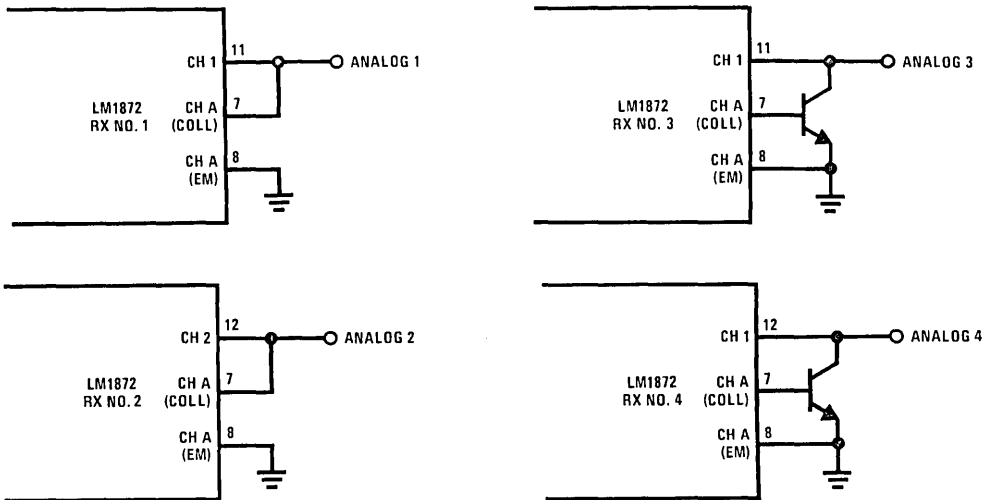 CH 1 11 ANALOG 1
LM1872 CH A 7
RX NO. 1 (COLL)
CH A 8
(EM)
CH 1 11 ANALOG 3
LM1872 CH A 7
RX NO. 3 (COLL)
CH A 8
(EM)
CH 2 12 ANALOG 2
LM1872 CH A 7
RX NO. 2 (COLL)
CH A 8
(EM)
CH 1 12 ANALOG 4
LM1872 CH A 7
RX NO. 4 (COLL)
CH A 8
(EM)